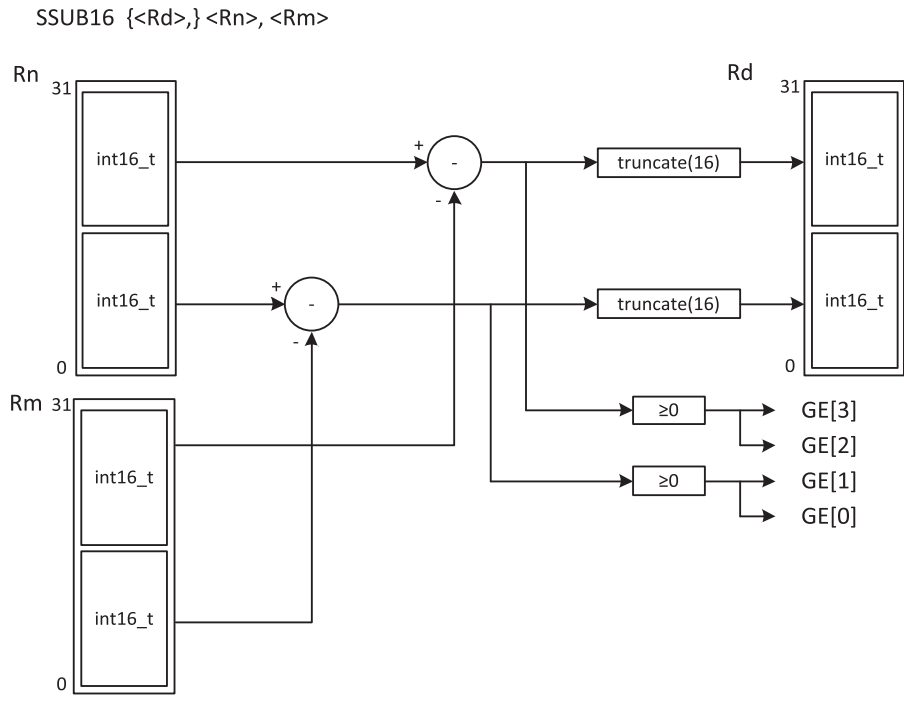 SSUB16 {<Rd>,} <Rn>, <Rm>
Rn
31
int16_t
int16_t
0
Rm
31
int16_t
int16_t
0
+
-
-
+
-
-
truncate(16)
truncate(16)
≥0
≥0
Rd
31
int16_t
int16_t
0
GE[3]
GE[2]
GE[1]
GE[0]